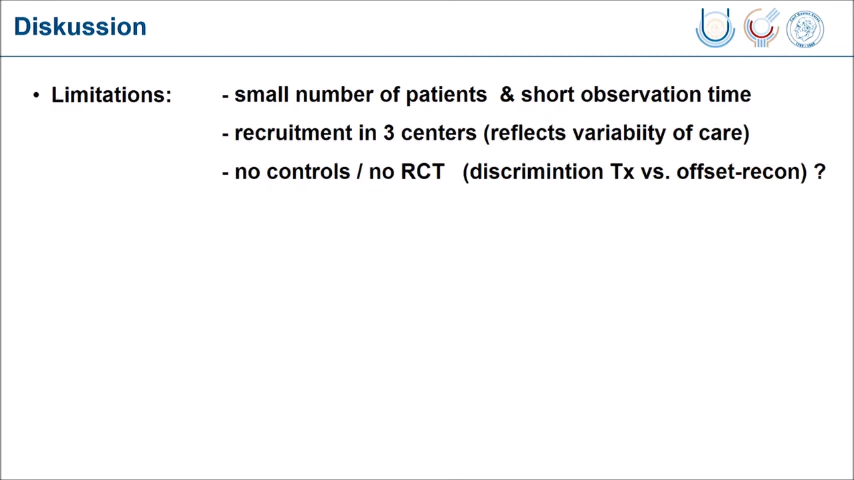 Diskussion
• Limitations: - small number of patients & short observation time
- recruitment in 3 centers (reflects variabiity of care)
- no controls / no RCT (discrimintion Tx vs. offset-recon) ?